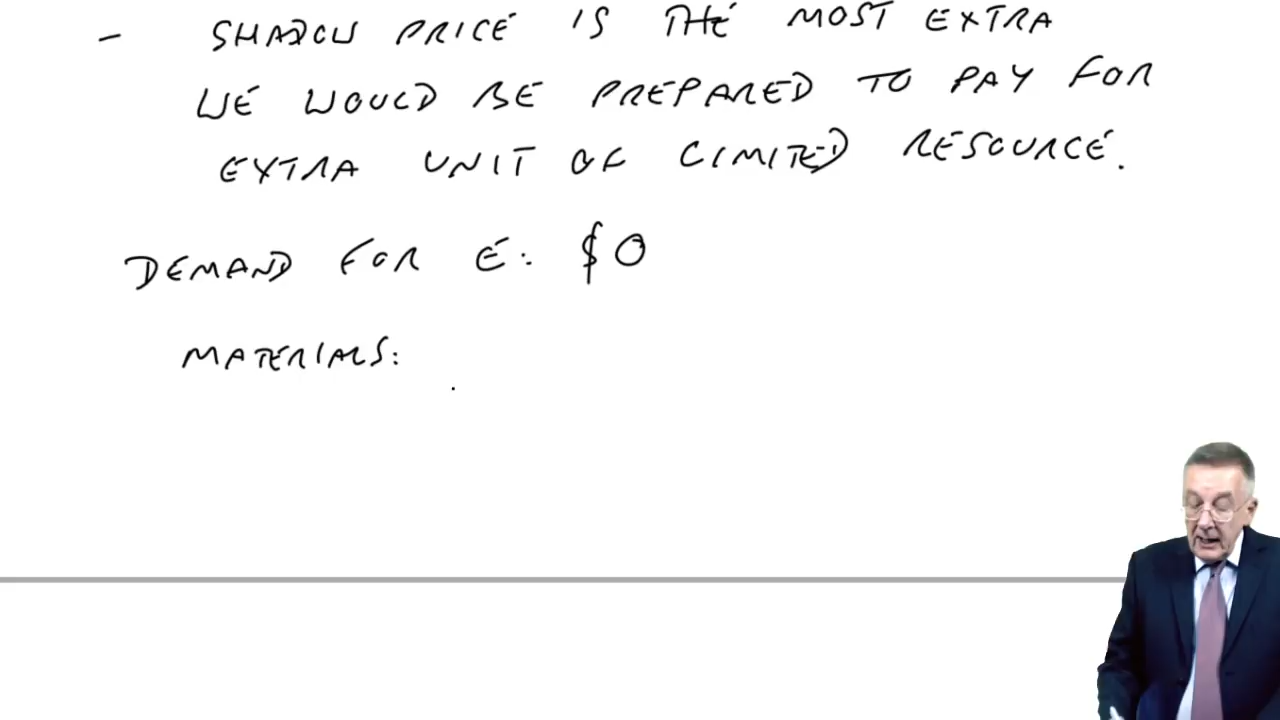 - SHADOW PRICE IS THE MOST EXTRA
WE WOULD BE PREPARED TO PAY FOR
EXTRA UNIT OF LIMITED RESOURCE.
DEMAND FOR E: $0
MATERIALS: